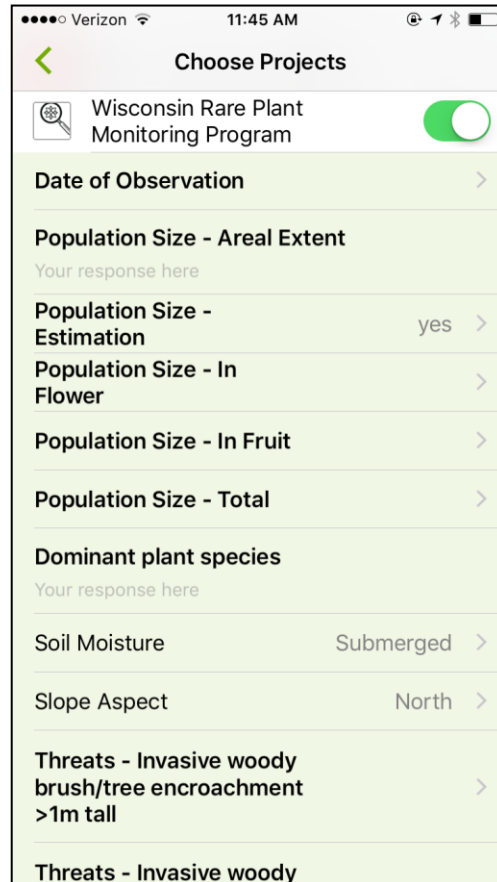 Verizon 11:45 AM
Choose Projects
Wisconsin Rare Plant
Monitoring Program
Date of Observation
Population Size - Areal Extent
Your response here
Population Size -
Estimation yes
Population Size - In
Flower
Population Size - In Fruit
Population Size - Total
Dominant plant species
Your response here
Soil Moisture Submerged
Slope Aspect North
Threats - Invasive woody
brush/tree encroachment
>1m tall
Threats - Invasive woody